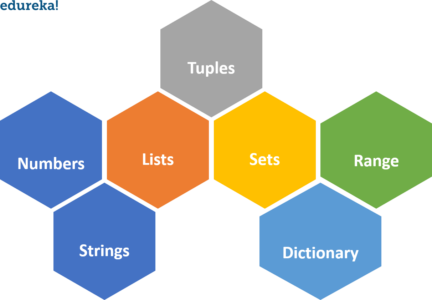 edureka!
Tuples
Numbers
Lists
Sets
Range
Strings
Dictionary